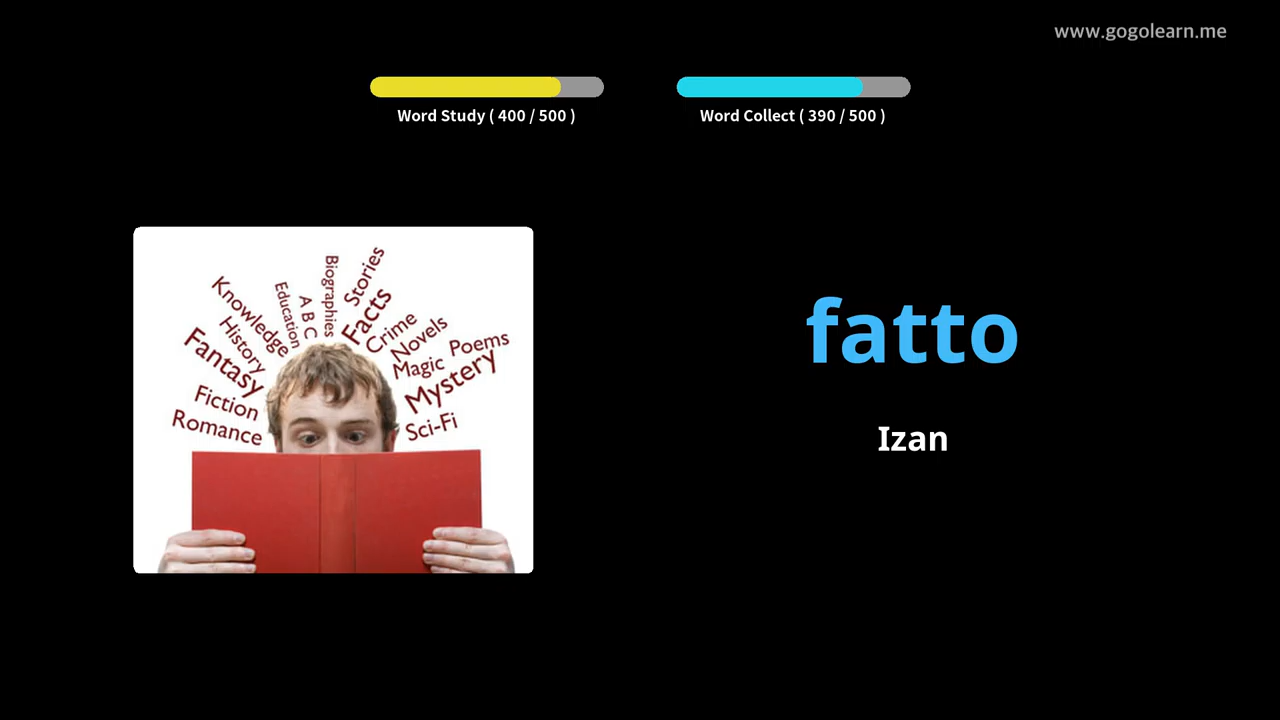 www.gogolearn.me
Word Study ( 400 / 500 )
Word Collect ( 390 / 500 )
Knowledge
Education
A B C
Biographies
Stories
Facts
Crime
Novels
Poems
History
Fantasy
Magic
Mystery
Fiction
Romance
Sci-Fi
fatto
Izan